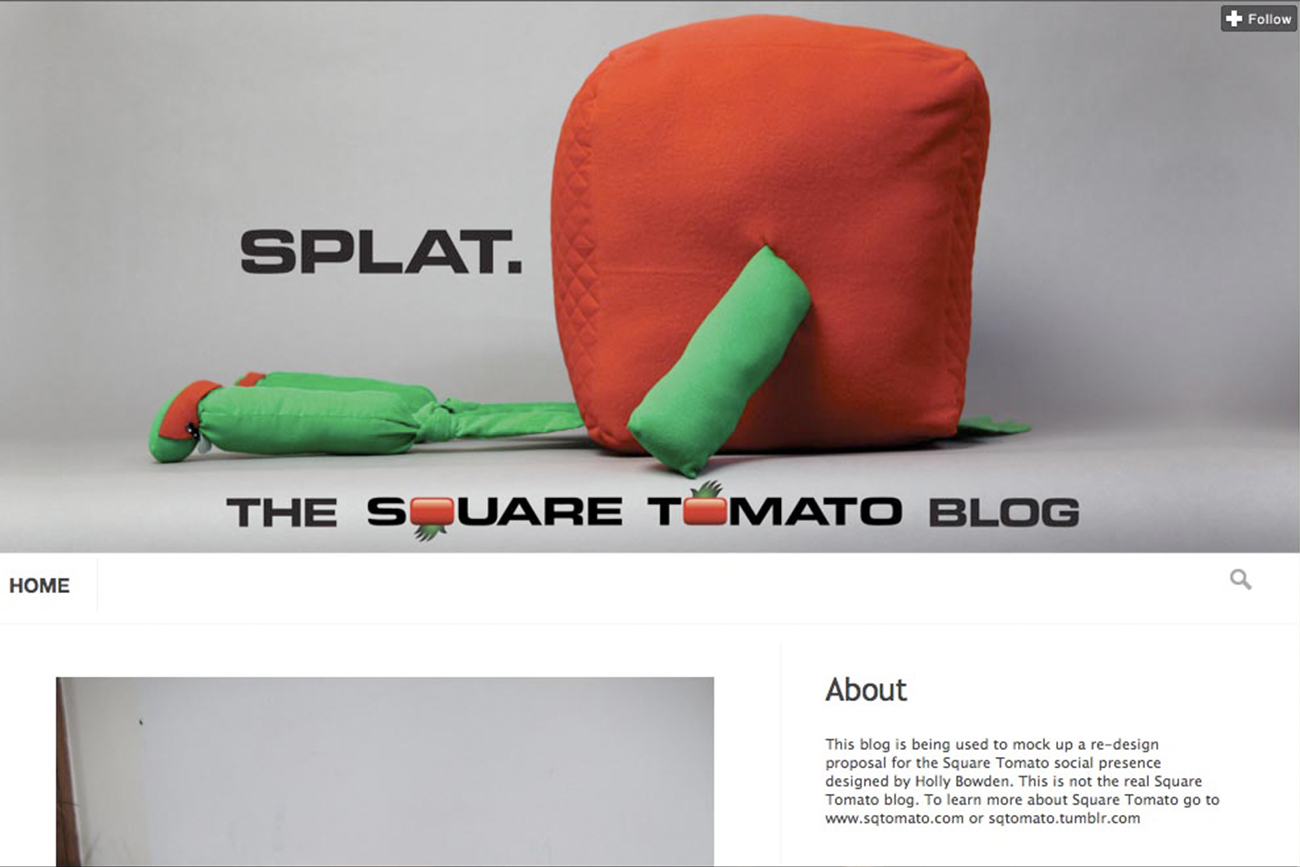 Follow
SPLAT.
THE SQUARE TOMATO BLOG
HOME
About
This blog is being used to mock up a re-design
proposal for the Square Tomato social presence
designed by Holly Bowden. This is not the real Square
Tomato blog. To learn more about Square Tomato go to
www.sqtomato.com or sqtomato.tumblr.com